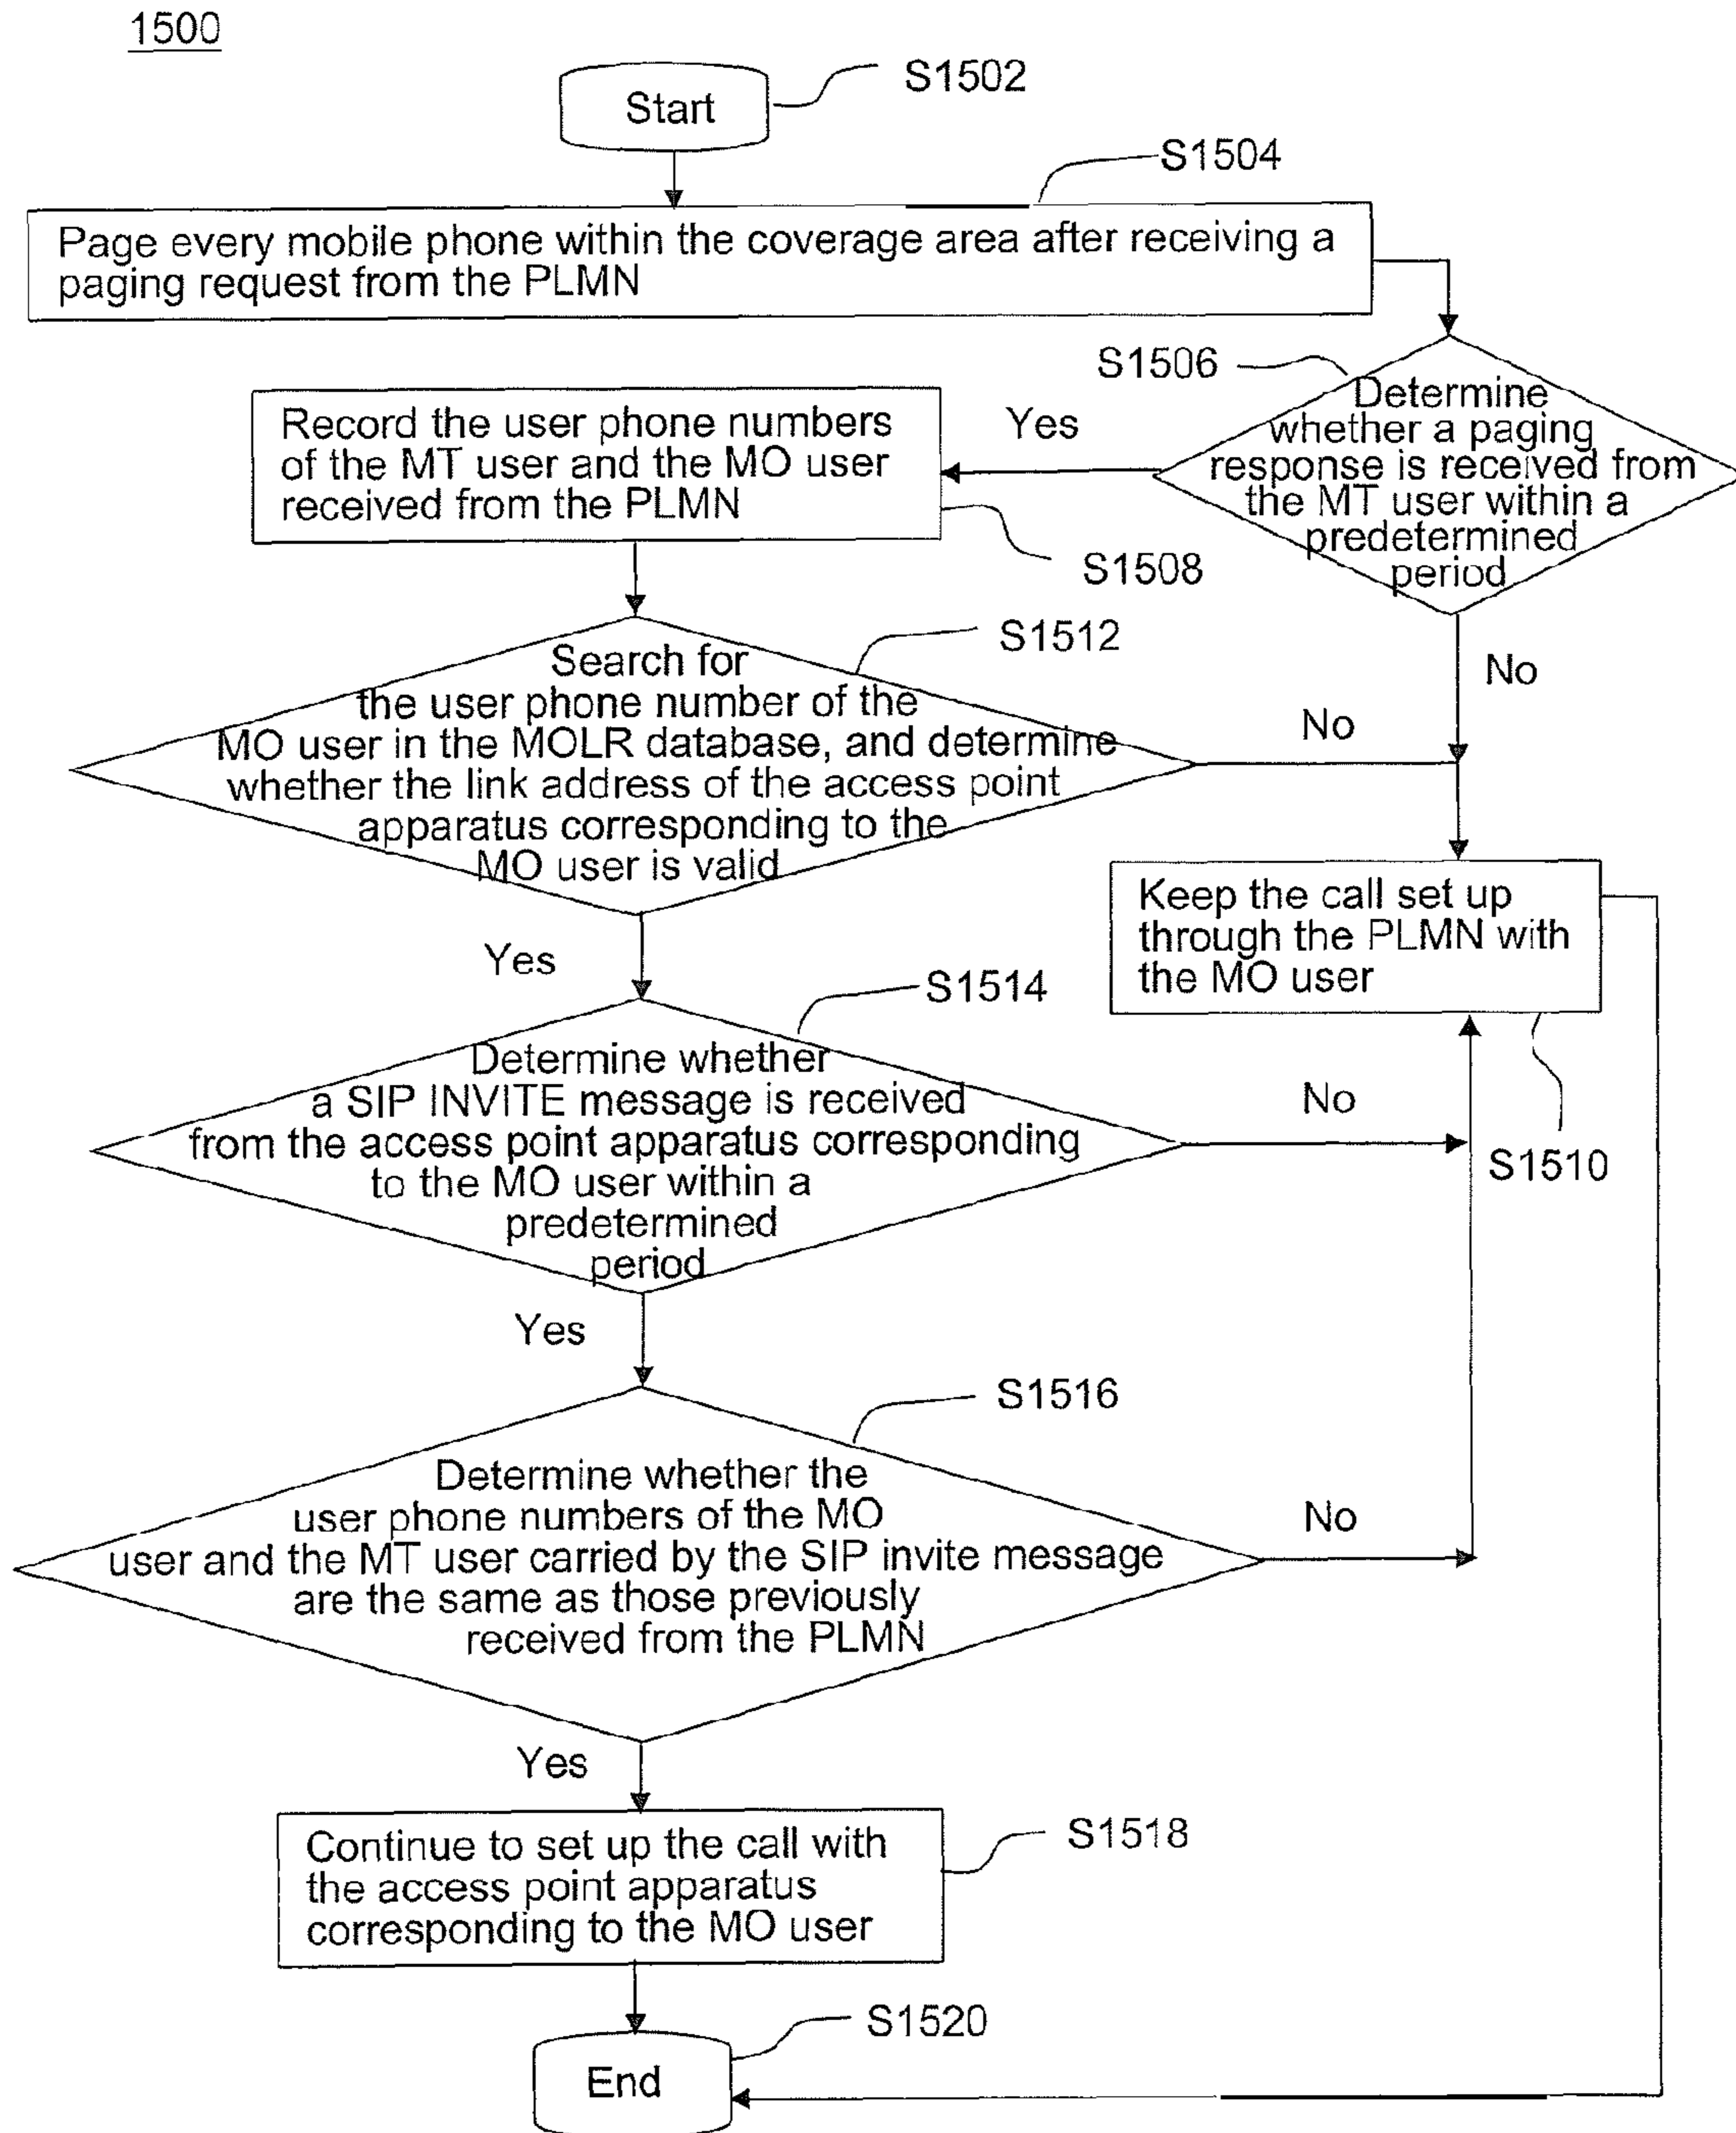 1500
Start
S1502
S1504
Page every mobile phone within the coverage area after receiving a
paging request from the PLMN
S1506
Determine
whether a paging
response is received from
the MT user within a
predetermined
period
Yes
No
Record the user phone numbers
of the MT user and the MO user
received from the PLMN
S1508
S1512
Search for
the user phone number of the
MO user in the MOLR database, and determine
whether the link address of the access point
apparatus corresponding to the
MO user is valid
No
Yes
Keep the call set up
through the PLMN with
the MO user
S1510
S1514
Determine whether
a SIP INVITE message is received
from the access point apparatus corresponding
to the MO user within a
predetermined
period
No
Yes
S1516
Determine whether the
user phone numbers of the MO
user and the MT user carried by the SIP invite message
are the same as those previously
received from the PLMN
No
Yes
Continue to set up the call with
the access point apparatus
corresponding to the MO user
S1518
S1520
End